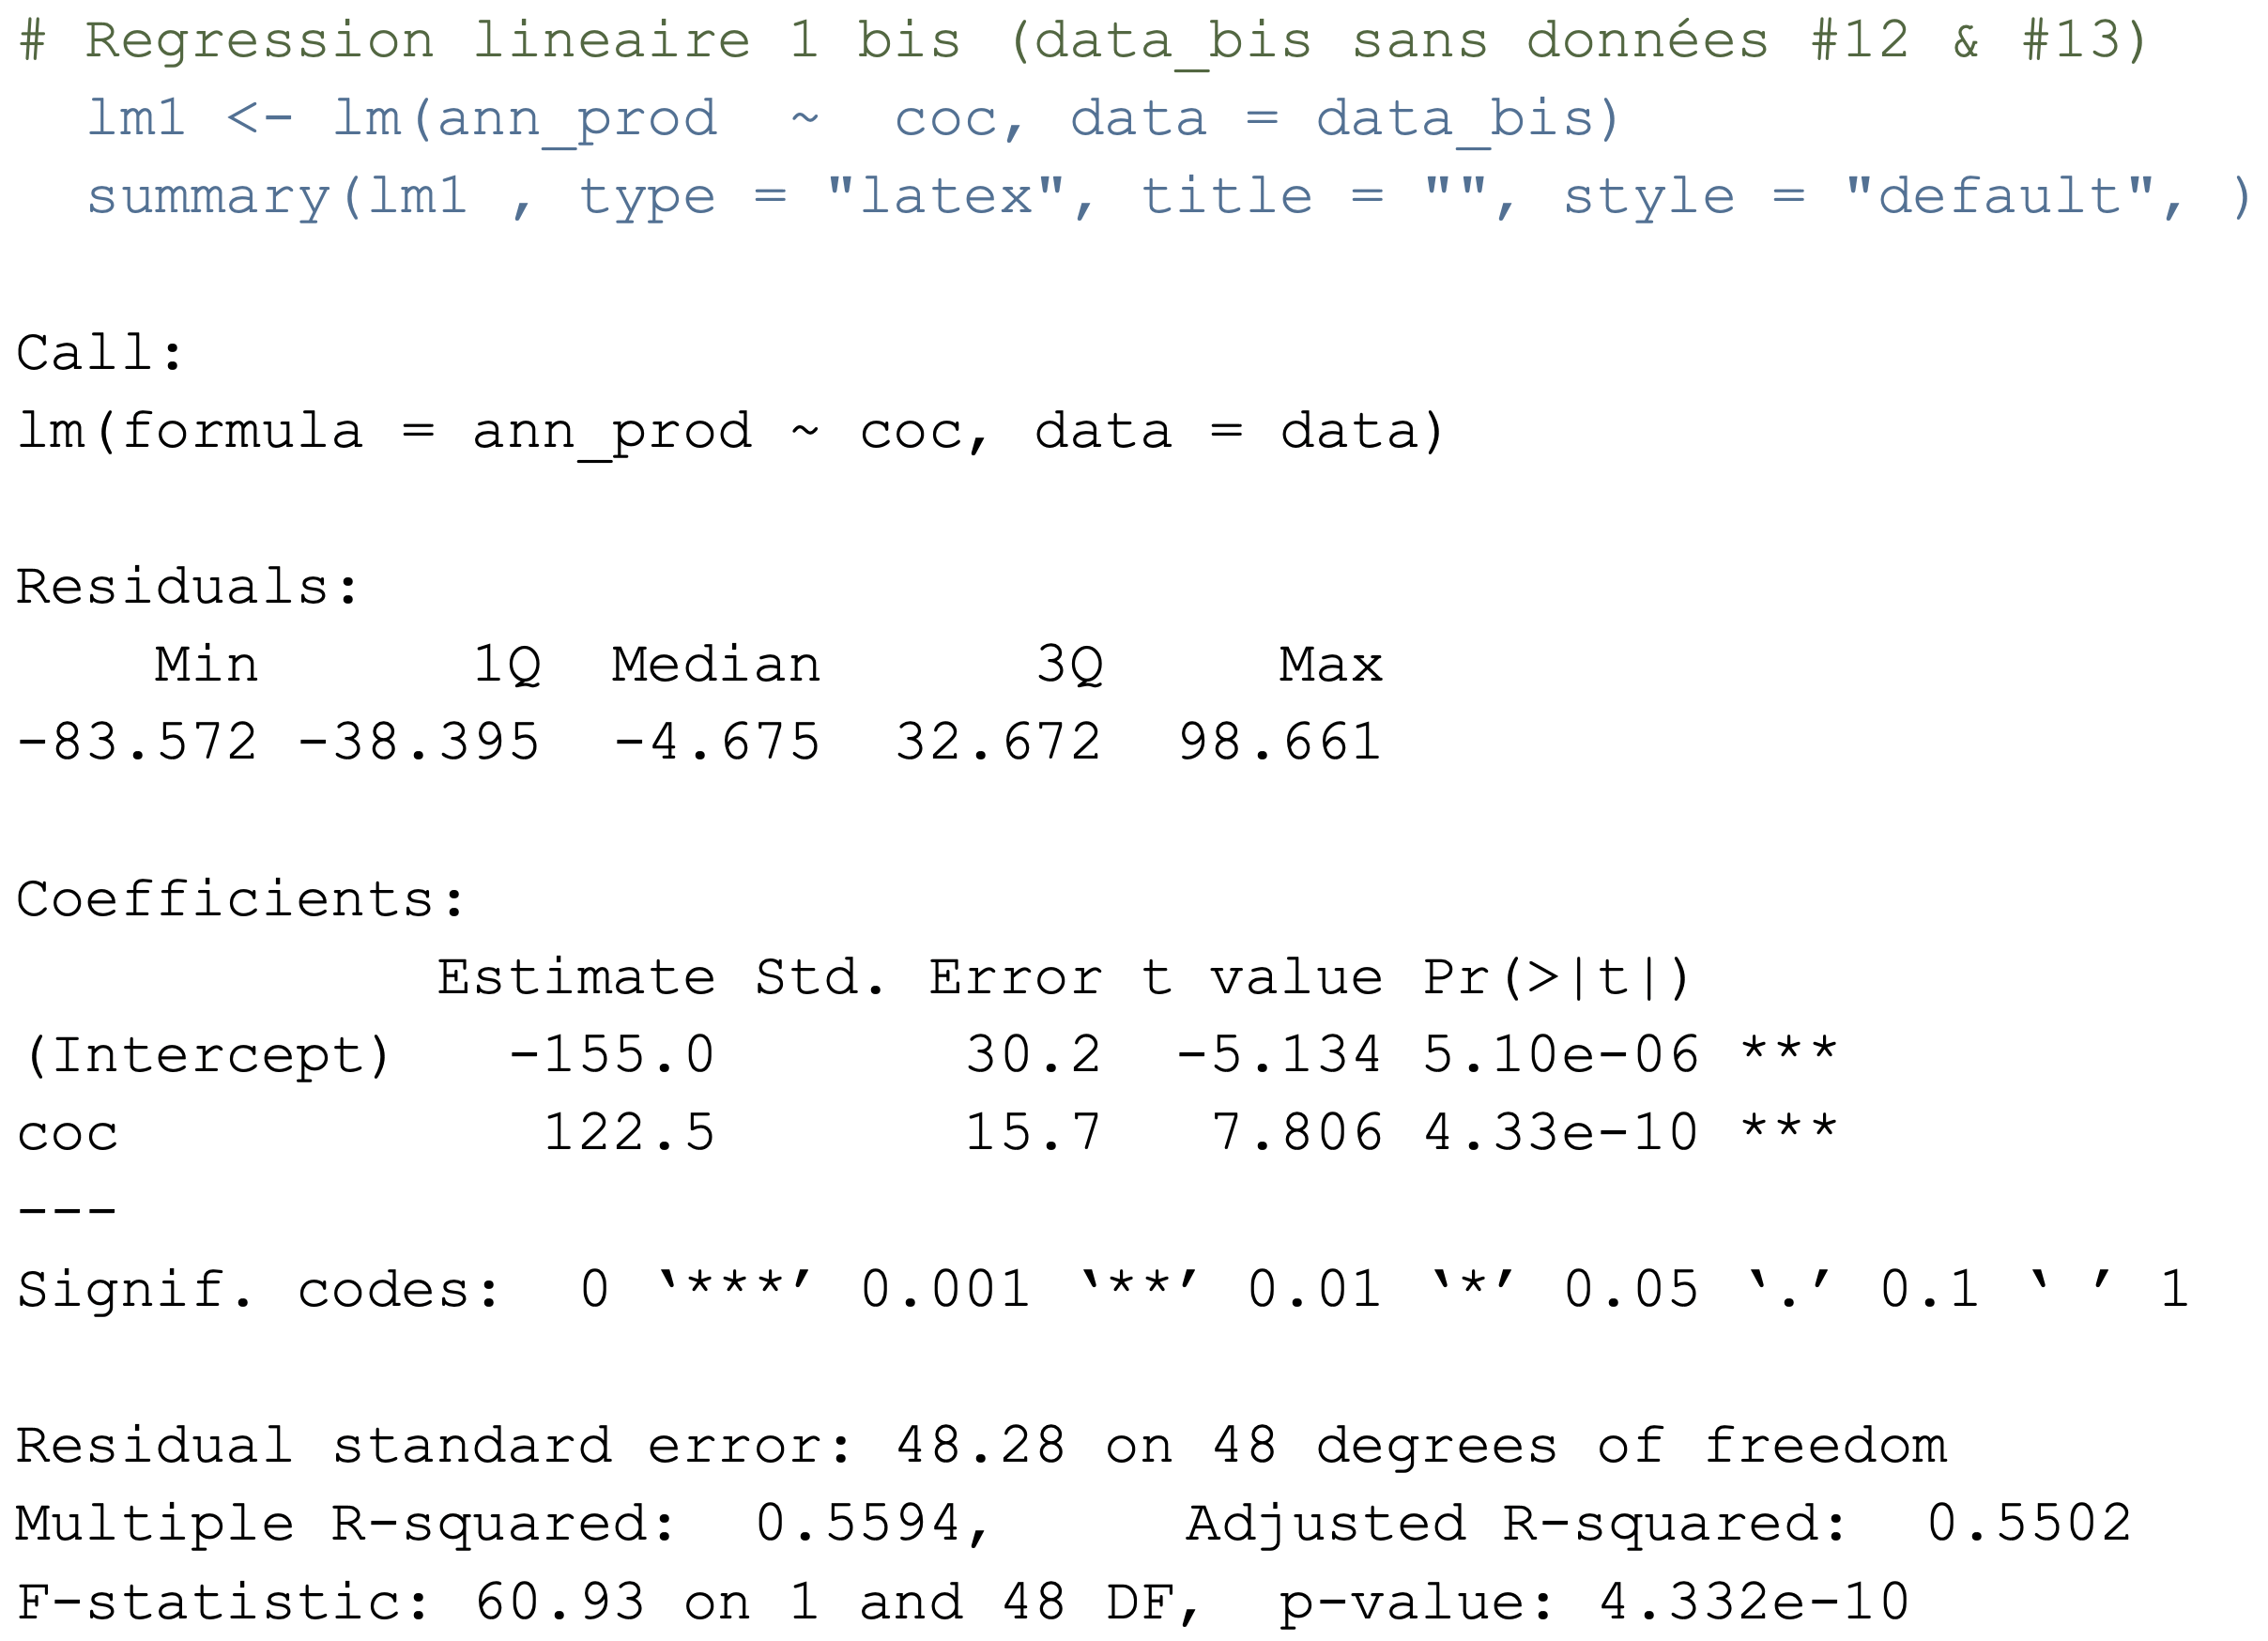 # Regression lineaire 1 bis (data_bis sans données #12 & #13)
lm1 <- lm(ann_prod ~ coc, data = data_bis)
summary(lm1 , type = "latex", title = "", style = "default", )
Call:
lm(formula = ann_prod ~ coc, data = data)
Residuals:
Min 1Q Median 3Q Max
-83.572 -38.395 -4.675 32.672 98.661
Coefficients:
Estimate Std. Error t value Pr(>|t|)
(Intercept) -155.0 30.2 -5.134 5.10e-06 ***
coc 122.5 15.7 7.806 4.33e-10 ***
---
Signif. codes: 0 ‘***’ 0.001 ‘**’ 0.01 ‘*’ 0.05 ‘.’ 0.1 ‘ ’ 1
Residual standard error: 48.28 on 48 degrees of freedom
Multiple R-squared: 0.5594, Adjusted R-squared: 0.5502
F-statistic: 60.93 on 1 and 48 DF, p-value: 4.332e-10